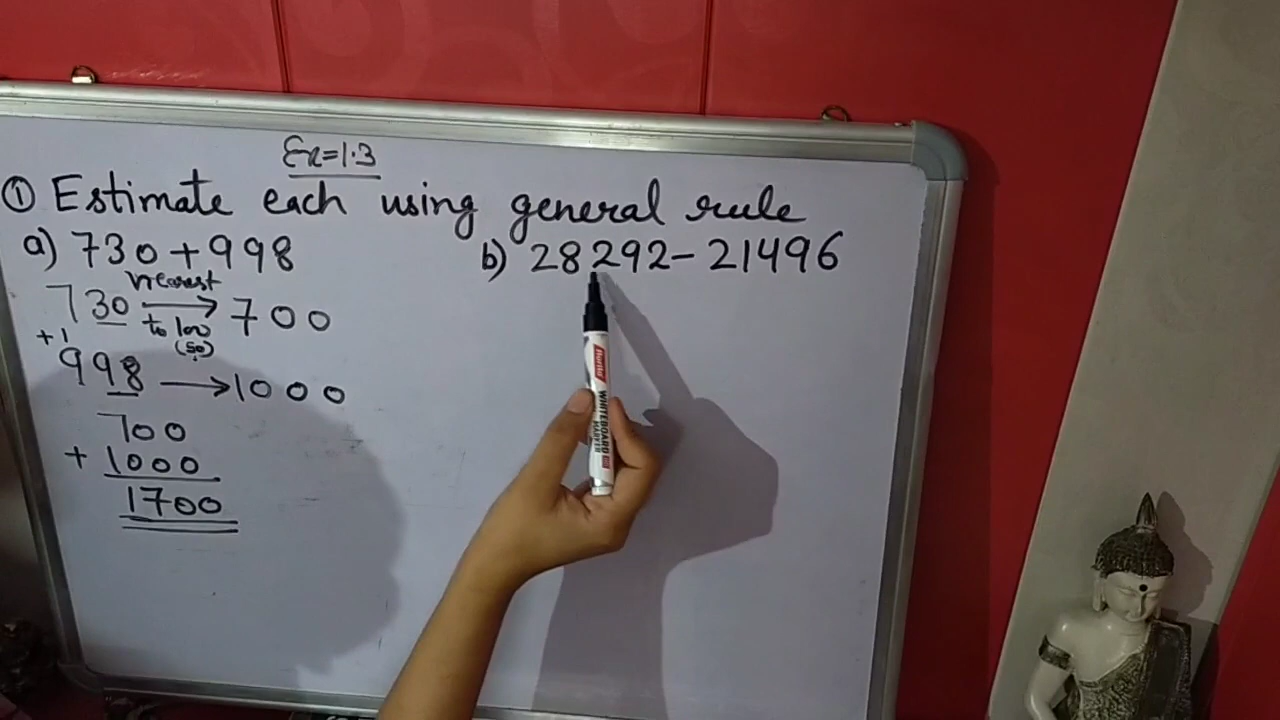 Ex=1.3
① Estimate each using general rule
a) 730+998
b) 28292-21496
nearest
730 → 700
to 100
(50)
+1
998 → 1000
700
+ 1000
1700
WHITEBOARD
MARKER